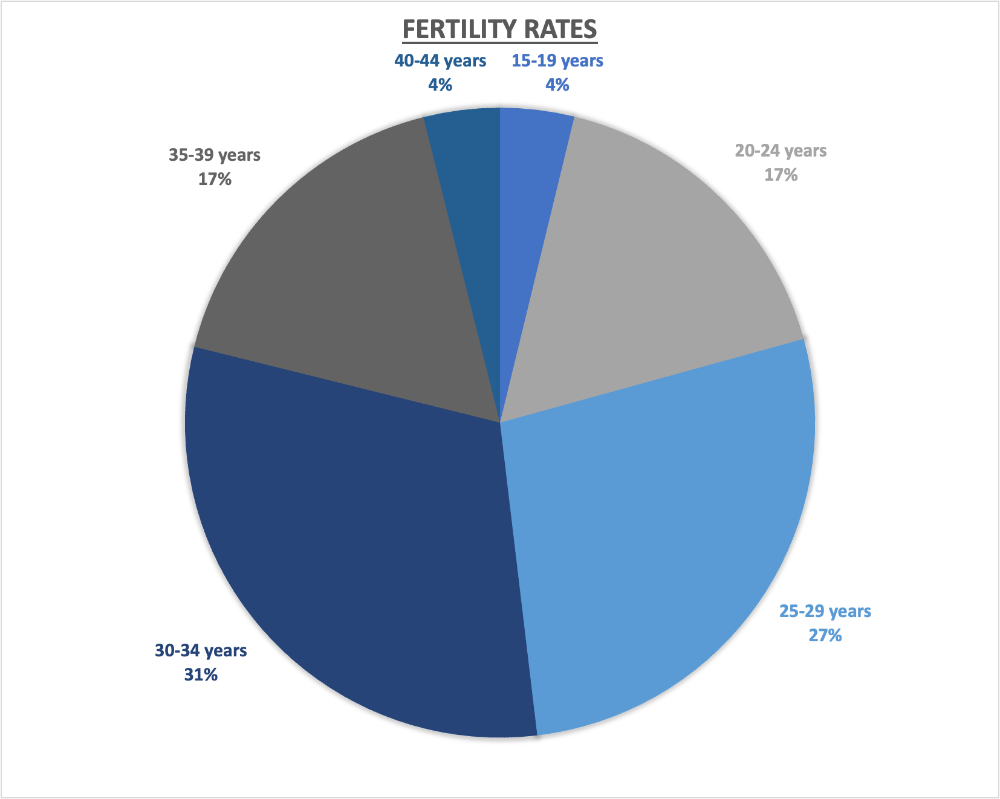 FERTILITY RATES
40-44 years
4%
15-19 years
4%
20-24 years
17%
35-39 years
17%
25-29 years
27%
30-34 years
31%